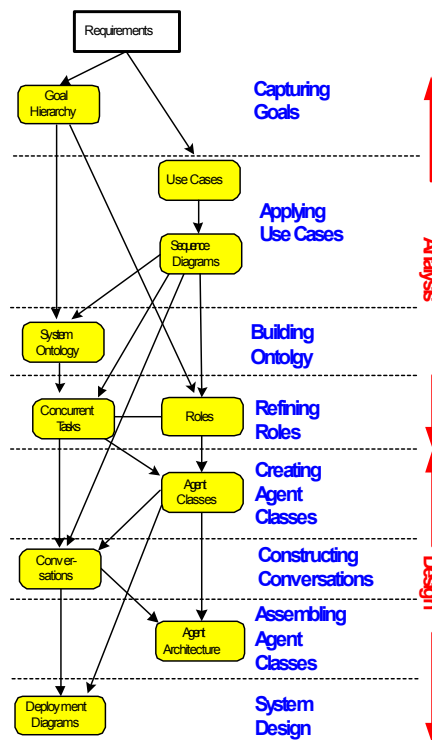 Requirements
Goal
Hierarchy
Capturing
Goals
Use Cases
Applying
Use Cases
Sequence
Diagrams
Analysis
Building
Ontolgy
System
Ontology
Refining
Roles
Concurrent
Tasks
Roles
Creating
Agent
Classes
Agent
Classes
Constructing
Conversations
Conver-
sations
Design
Assembling
Agent
Classes
Agent
Architecture
System
Design
Deployment
Diagrams